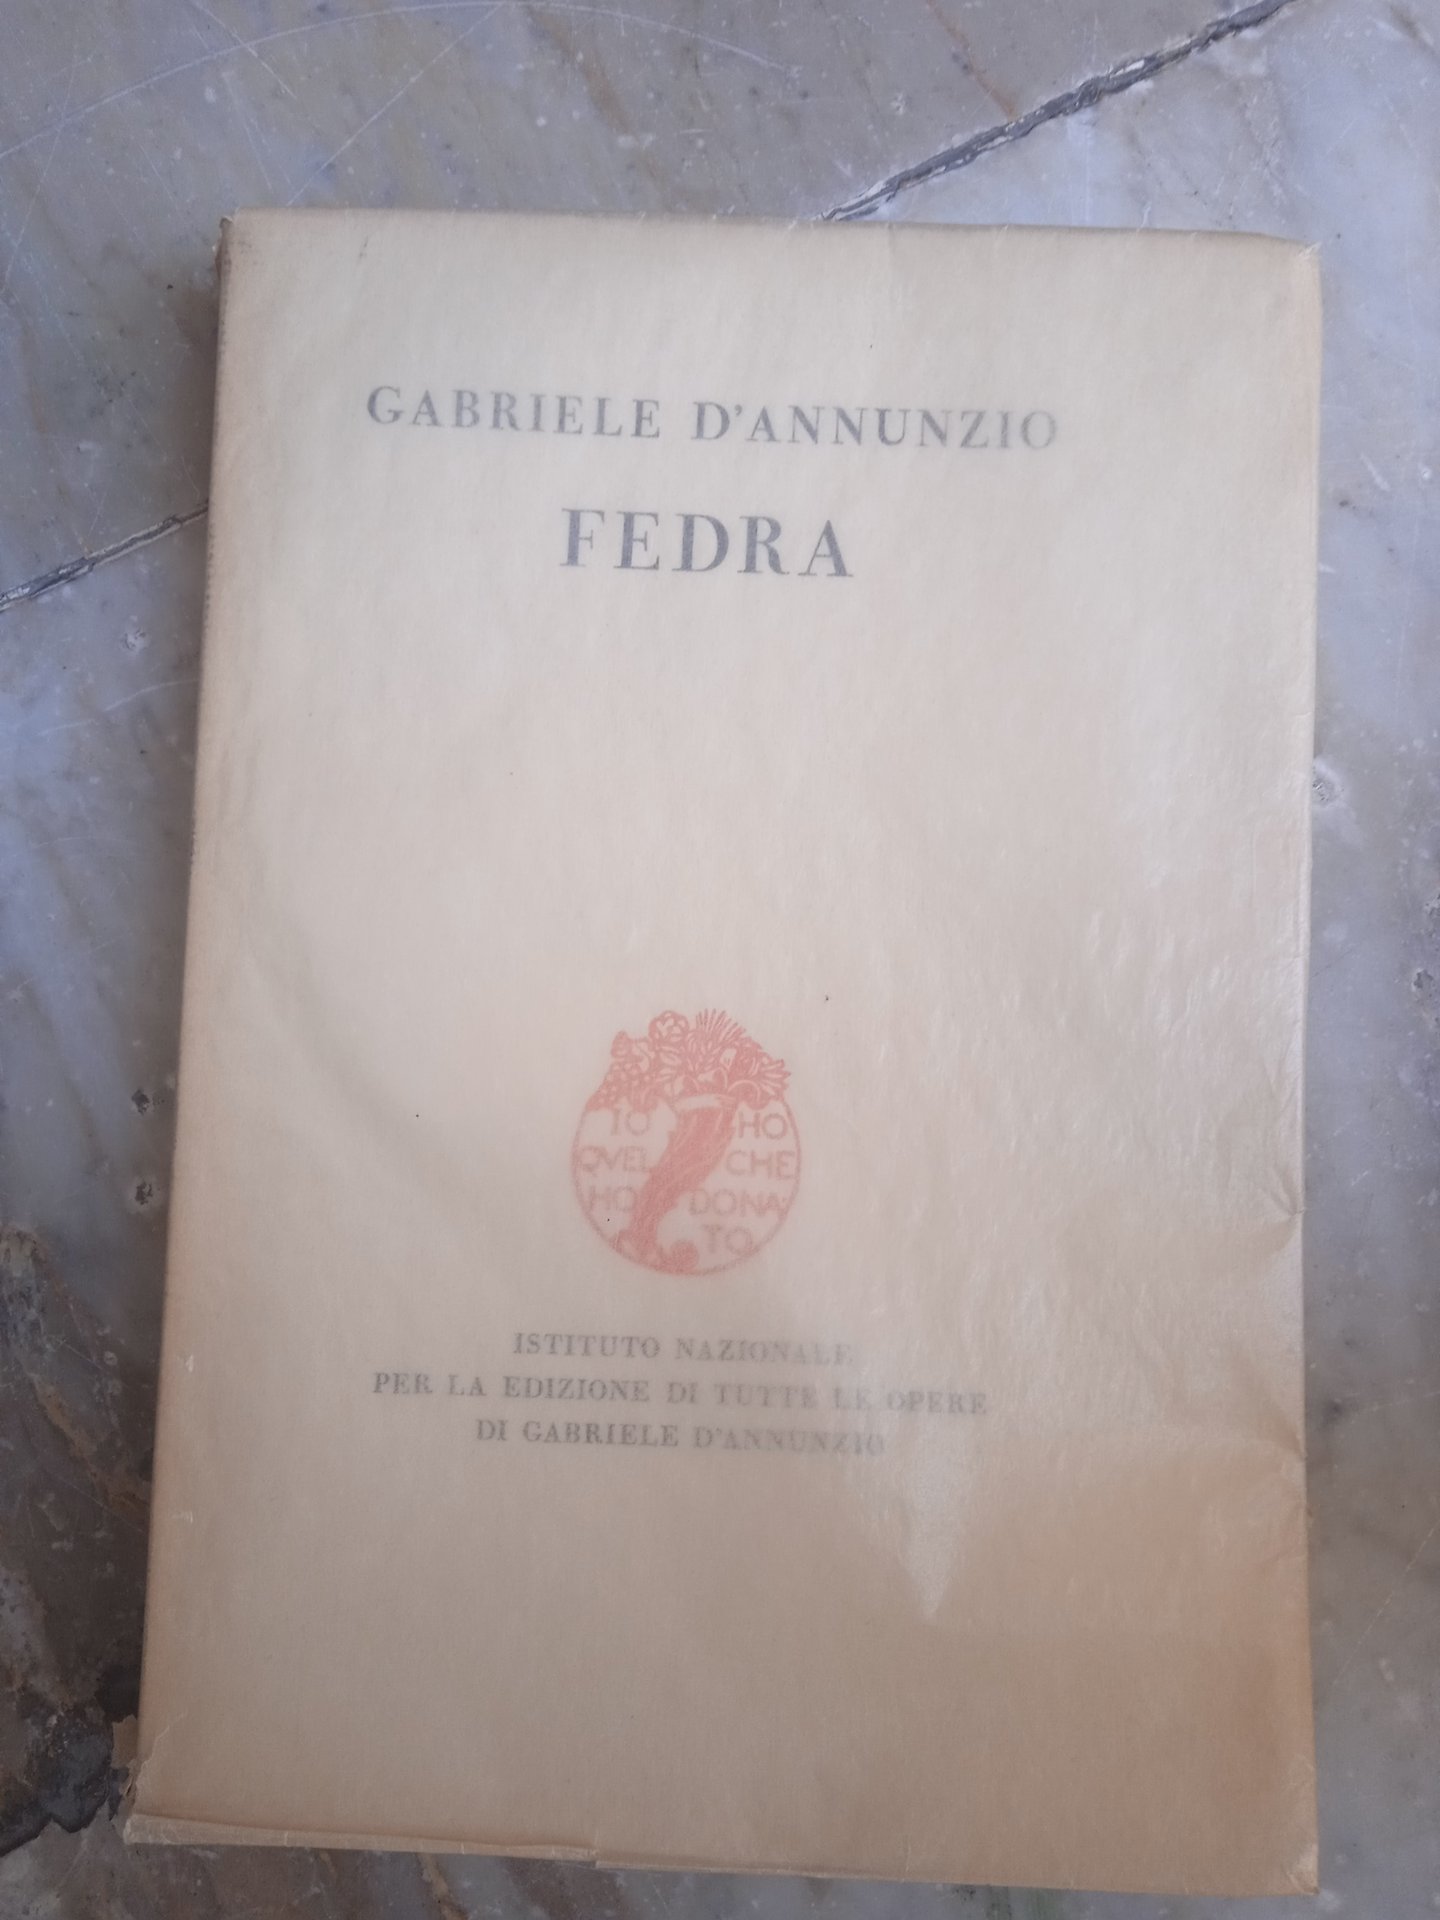 GABRIELE D'ANNUNZIO
FEDRA
IO HO
QVEL CHE
HO DONA·
TO
ISTITUTO NAZIONALE
PER LA EDIZIONE DI TUTTE LE OPERE
DI GABRIELE D'ANNUNZIO